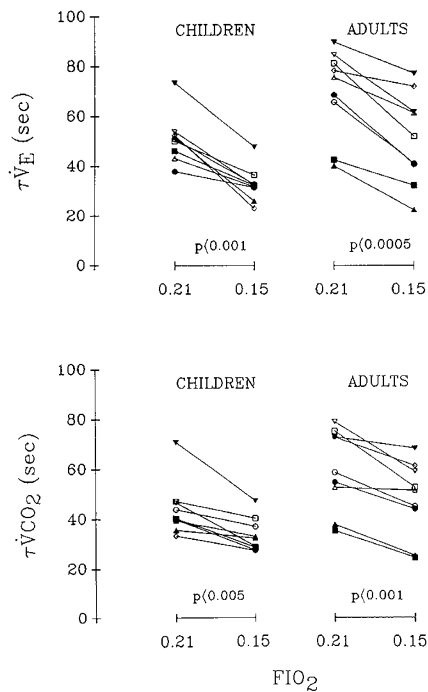 CHILDREN ADULTS
100
80
60
40
20
0
τV̇E (sec)
p⟨0.001 p⟨0.0005
0.21 0.15 0.21 0.15
CHILDREN ADULTS
100
80
60
40
20
0
τV̇CO₂ (sec)
p⟨0.005 p⟨0.001
0.21 0.15 0.21 0.15
FIO₂